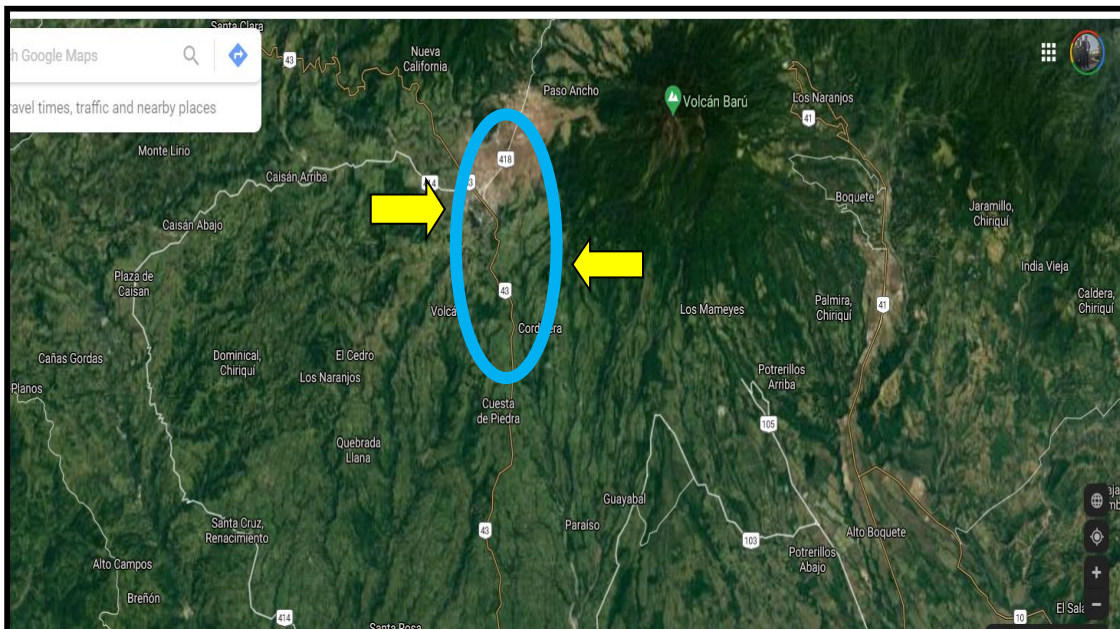 Santa Clara
h Google Maps
43
Nueva
California
Paso Ancho
Volcán Barú
Los Naranjos
ravel times, traffic and nearby places
41
Monte Lirio
418
Caisán Arriba
Boquete
Jaramillo,
Chiriquí
Caisán Abajo
India Vieja
Plaza de
Caisan
43
Caldera,
Chiriquí
Volcá
Los Mameyes
Palmira,
Chiriquí
41
Cordillera
Cañas Gordas
Dominical,
Chiriquí
El Cedro
Los Naranjos
Potrerillos
Arriba
Planos
Cuesta
de Piedra
105
Quebrada
Llana
Guayabal
Santa Cruz,
Renacimiento
43
Paraíso
103
Alto Boquete
Potrerillos
Abajo
Alto Campos
Breñón
El Sala
414
Santa Rosa
10